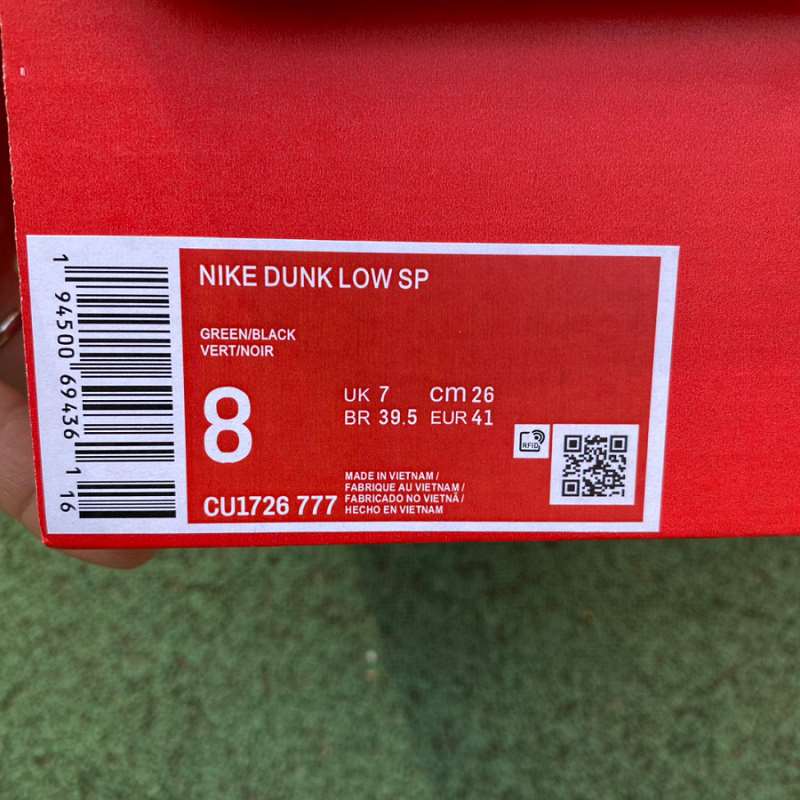 NIKE DUNK LOW SP
GREEN/BLACK
VERT/NOIR
8
UK 7 cm 26
BR 39.5 EUR 41
RFID
MADE IN VIETNAM /
FABRIQUE AU VIETNAM /
FABRICADO NO VIETNÃ /
HECHO EN VIETNAM
CU1726 777
1 94500 69436 1 16